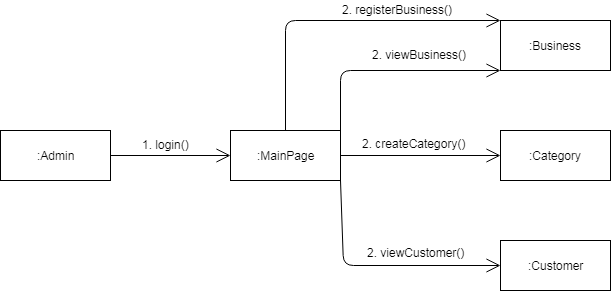 2. registerBusiness()
:Business
2. viewBusiness()
1. login()
2. createCategory()
:Admin
:MainPage
:Category
2. viewCustomer()
:Customer